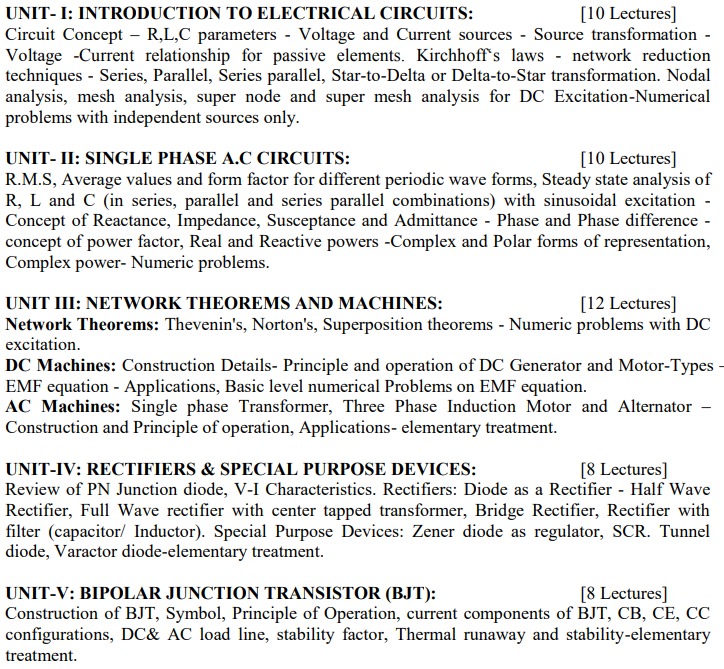 UNIT- I: INTRODUCTION TO ELECTRICAL CIRCUITS: [10 Lectures]
Circuit Concept – R,L,C parameters - Voltage and Current sources - Source transformation -
Voltage -Current relationship for passive elements. Kirchhoff‘s laws - network reduction
techniques - Series, Parallel, Series parallel, Star-to-Delta or Delta-to-Star transformation. Nodal
analysis, mesh analysis, super node and super mesh analysis for DC Excitation-Numerical
problems with independent sources only.
UNIT- II: SINGLE PHASE A.C CIRCUITS: [10 Lectures]
R.M.S, Average values and form factor for different periodic wave forms, Steady state analysis of
R, L and C (in series, parallel and series parallel combinations) with sinusoidal excitation -
Concept of Reactance, Impedance, Susceptance and Admittance - Phase and Phase difference -
concept of power factor, Real and Reactive powers -Complex and Polar forms of representation,
Complex power- Numeric problems.
UNIT III: NETWORK THEOREMS AND MACHINES: [12 Lectures]
Network Theorems: Thevenin's, Norton's, Superposition theorems - Numeric problems with DC
excitation.
DC Machines: Construction Details- Principle and operation of DC Generator and Motor-Types -
EMF equation - Applications, Basic level numerical Problems on EMF equation.
AC Machines: Single phase Transformer, Three Phase Induction Motor and Alternator –
Construction and Principle of operation, Applications- elementary treatment.
UNIT-IV: RECTIFIERS & SPECIAL PURPOSE DEVICES: [8 Lectures]
Review of PN Junction diode, V-I Characteristics. Rectifiers: Diode as a Rectifier - Half Wave
Rectifier, Full Wave rectifier with center tapped transformer, Bridge Rectifier, Rectifier with
filter (capacitor/ Inductor). Special Purpose Devices: Zener diode as regulator, SCR. Tunnel
diode, Varactor diode-elementary treatment.
UNIT-V: BIPOLAR JUNCTION TRANSISTOR (BJT): [8 Lectures]
Construction of BJT, Symbol, Principle of Operation, current components of BJT, CB, CE, CC
configurations, DC& AC load line, stability factor, Thermal runaway and stability-elementary
treatment.